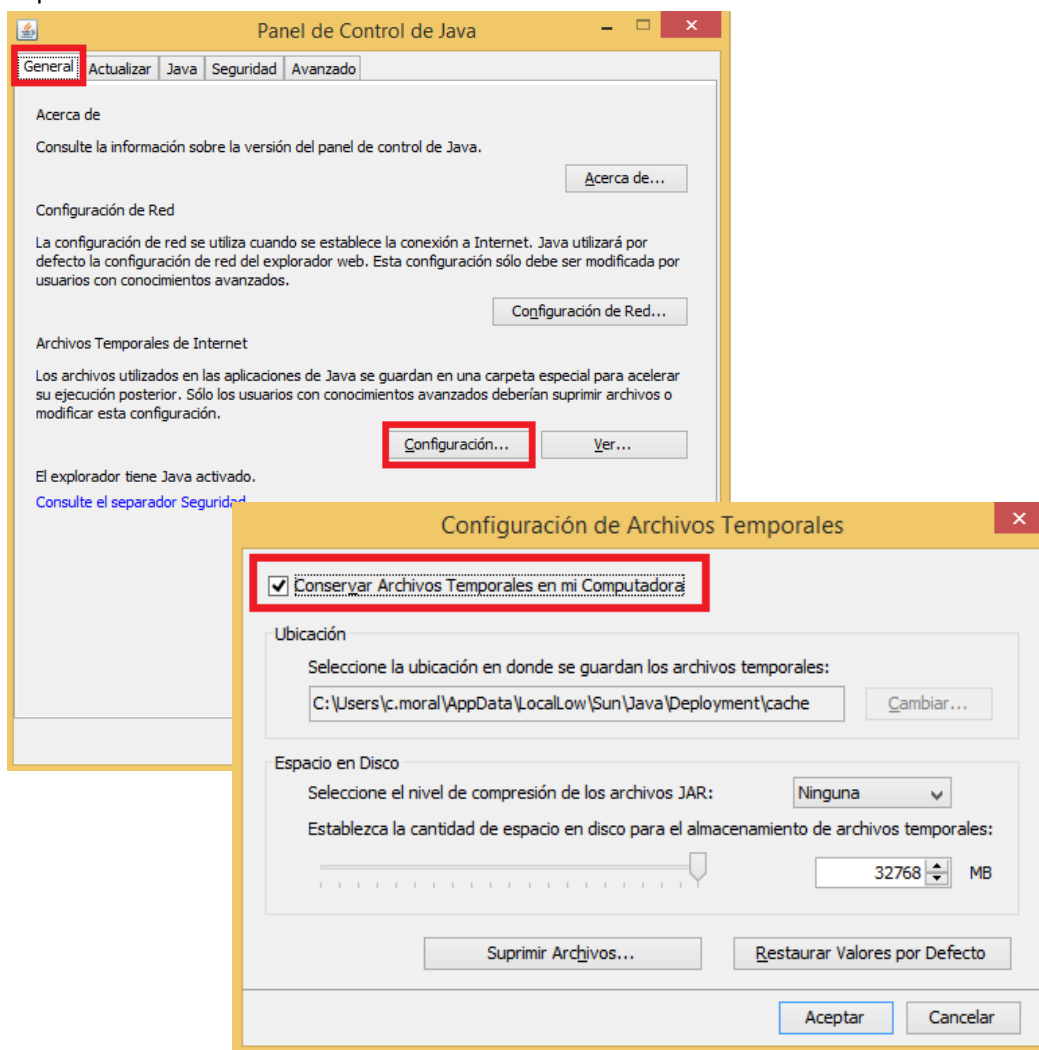 Panel de Control de Java
General Actualizar Java Seguridad Avanzado
Acerca de
Consulte la información sobre la versión del panel de control de Java.
Acerca de...
Configuración de Red
La configuración de red se utiliza cuando se establece la conexión a Internet. Java utilizará por
defecto la configuración de red del explorador web. Esta configuración sólo debe ser modificada por
usuarios con conocimientos avanzados.
Configuración de Red...
Archivos Temporales de Internet
Los archivos utilizados en las aplicaciones de Java se guardan en una carpeta especial para acelerar
su ejecución posterior. Sólo los usuarios con conocimientos avanzados deberían suprimir archivos o
modificar esta configuración.
Configuración... Ver...
El explorador tiene Java activado.
Consulte el separador Seguridad
Configuración de Archivos Temporales
Conservar Archivos Temporales en mi Computadora
Ubicación
Seleccione la ubicación en donde se guardan los archivos temporales:
C:\Users\c.moral\AppData\LocalLow\Sun\Java\Deployment\cache Cambiar...
Espacio en Disco
Seleccione el nivel de compresión de los archivos JAR: Ninguna
Establezca la cantidad de espacio en disco para el almacenamiento de archivos temporales:
32768 MB
Suprimir Archivos... Restaurar Valores por Defecto
Aceptar Cancelar